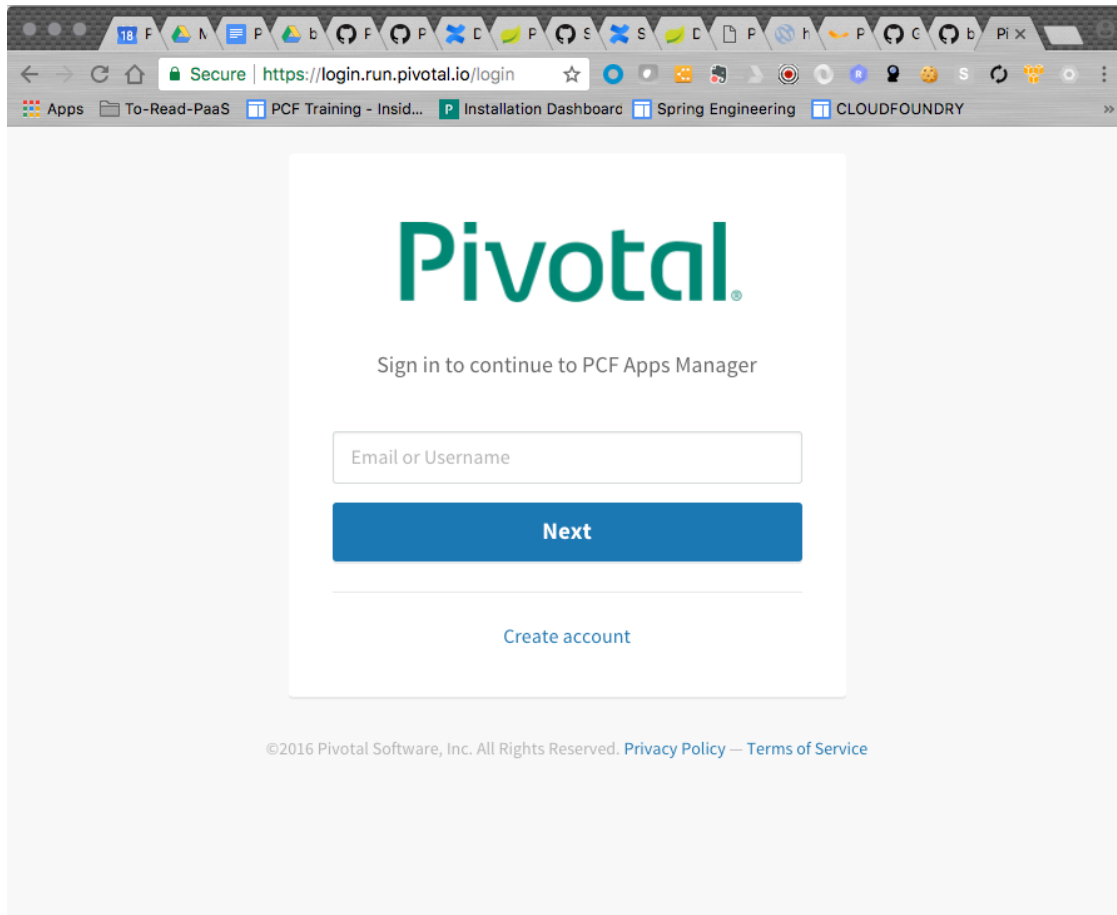 18 F N P b F P D P S S D P h P G b Pi ×
Secure | https://login.run.pivotal.io/login
Apps To-Read-PaaS PCF Training - Insid... P Installation Dashboard Spring Engineering CLOUDFOUNDRY »
Pivotal®
Sign in to continue to PCF Apps Manager
Email or Username
Next
Create account
©2016 Pivotal Software, Inc. All Rights Reserved. Privacy Policy — Terms of Service